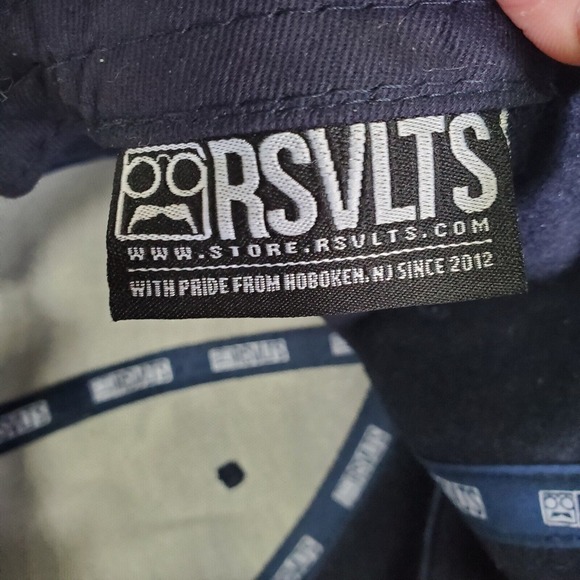 RSVLTS
WWW.STORE.RSVLTS.COM
WITH PRIDE FROM HOBOKEN, NJ SINCE 2012